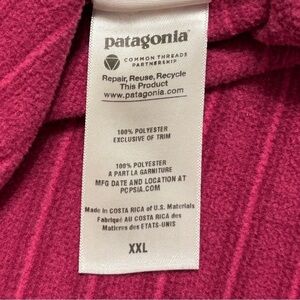 patagonia
COMMON THREADS
PARTNERSHIP
Repair, Reuse, Recycle
This Product
www.patagonia.com
100% POLYESTER
EXCLUSIVE OF TRIM
100% POLYESTER
A PART LA GARNITURE
MFG DATE AND LOCATION AT
PCPSIA.COM
Made in COSTA RICA of U.S. Materials
Fabriqué AU COSTA RICA des
Matieres des ETATS-UNIS
XXL